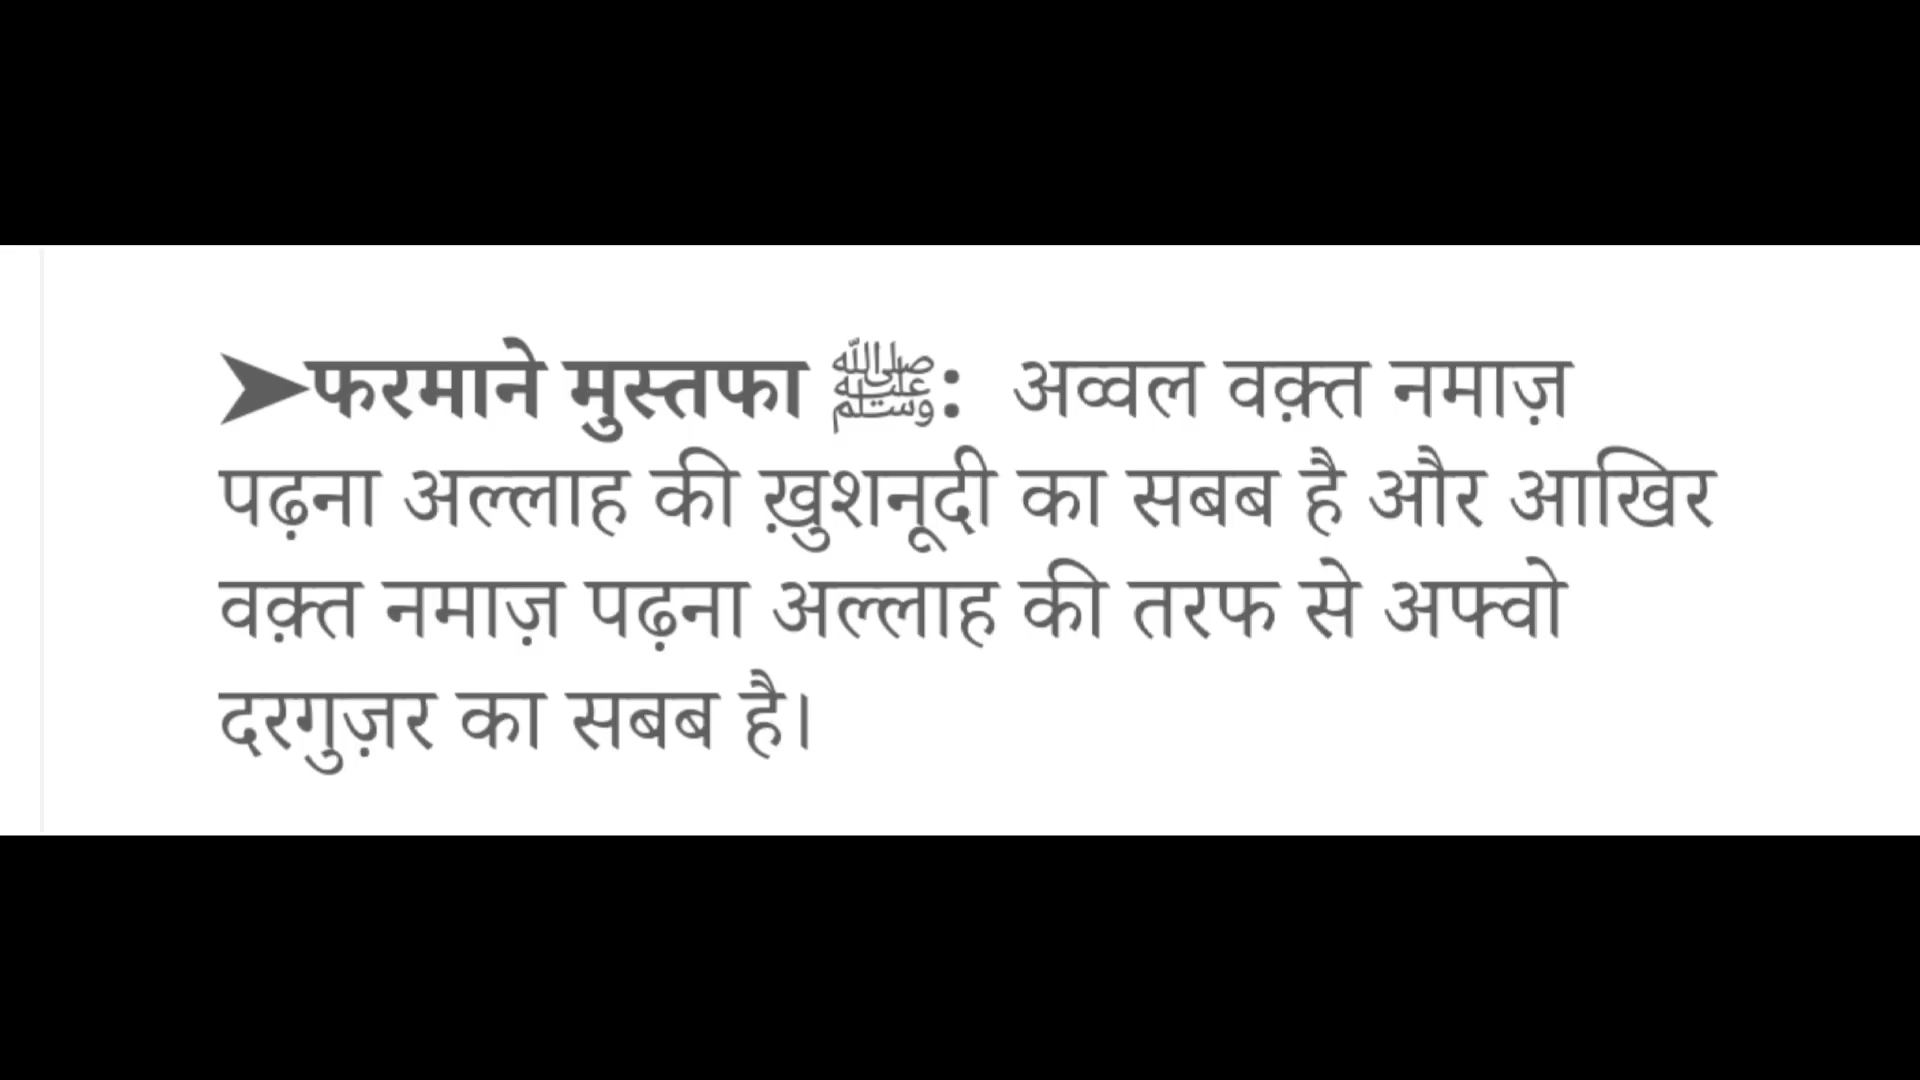 ➤फरमाने मुस्तफा ﷺ: अव्वल वक़्त नमाज़
पढ़ना अल्लाह की ख़ुशनूदी का सबब है और आखिर
वक़्त नमाज़ पढ़ना अल्लाह की तरफ से अफ्वो
दरगुज़र का सबब है।